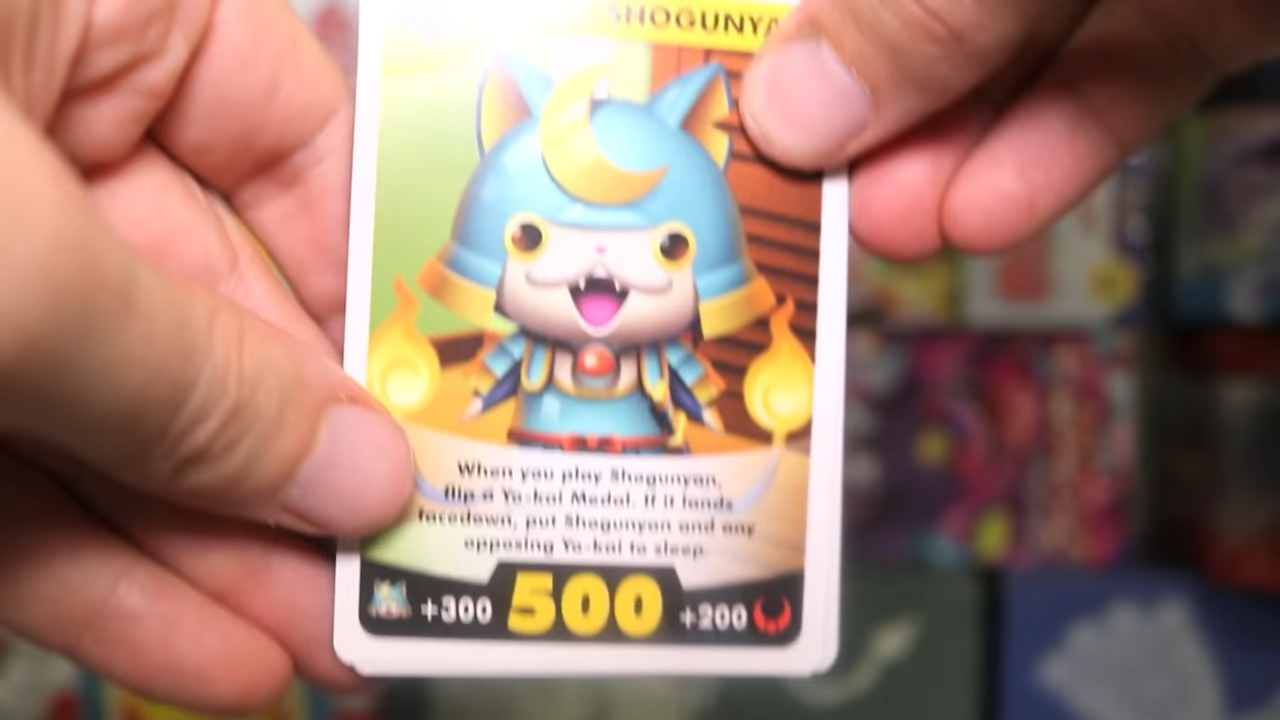 SHOGUNYA
When you play Shogunyan,
flip a Yo-kai Medal. If it lands
facedown, put Shogunyan and any
opposing Yo-kai to sleep.
+300 500 +200